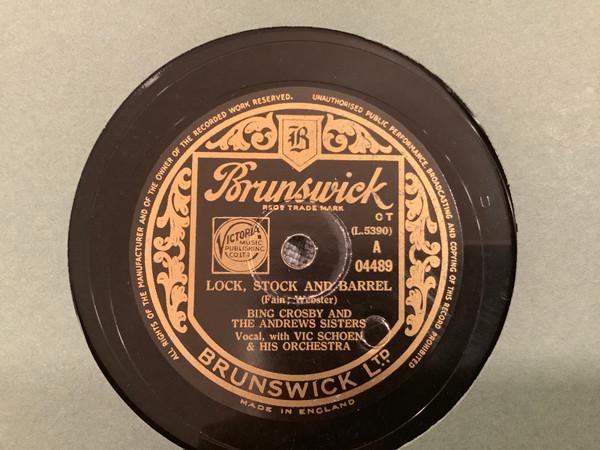 ALL RIGHTS OF THE MANUFACTURER AND OF THE OWNER OF THE RECORDED WORK RESERVED. UNAUTHORISED PUBLIC PERFORMANCE BROADCASTING AND COPYING OF THIS RECORD PROHIBITED
B
Brunswick
REGD TRADE MARK
CT
(L.5390)
VICTORIA
MUSIC
PUBLISHING
CO LTD
A
04489
LOCK, STOCK AND BARREL
(Fain; Webster)
BING CROSBY AND
THE ANDREWS SISTERS
Vocal, with VIC SCHOEN
& HIS ORCHESTRA
BRUNSWICK LTD
MADE IN ENGLAND